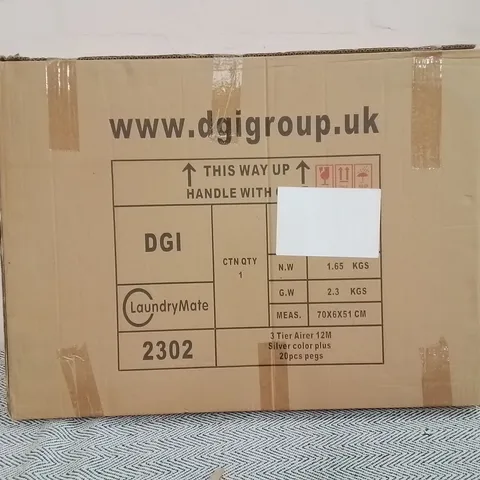 www.dgigroup.uk
THIS WAY UP
HANDLE WITH
DGI
CTN QTY
1
N.W 1.65 KGS
G.W 2.3 KGS
MEAS. 70X6X51 CM
LaundryMate
2302
3 Tier Airer 12M
Silver color plus
20pcs pegs